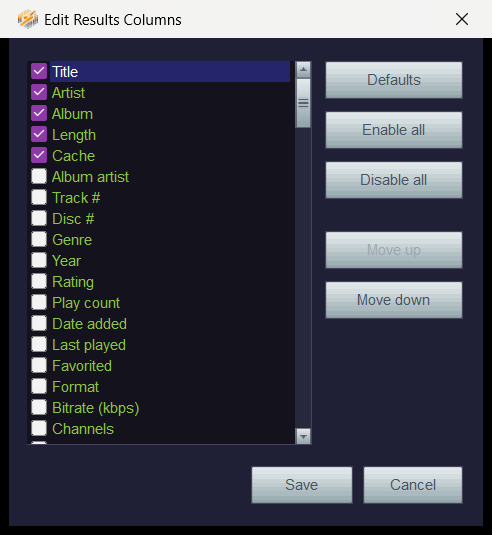 Edit Results Columns
Title
Artist
Album
Length
Cache
Album artist
Track #
Disc #
Genre
Year
Rating
Play count
Date added
Last played
Favorited
Format
Bitrate (kbps)
Channels
Defaults
Enable all
Disable all
Move up
Move down
Save
Cancel